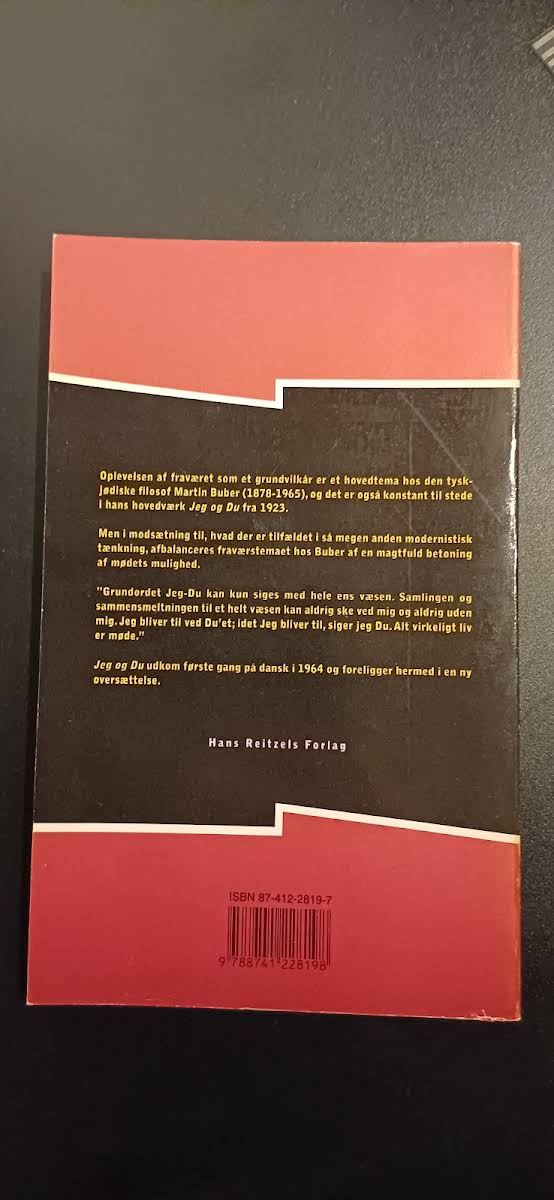 Oplevelsen af fraværet som et grundvilkår er et hovedtema hos den tysk-
jødiske filosof Martin Buber (1878-1965), og det er også konstant til stede
i hans hovedværk Jeg og Du fra 1923.
Men i modsætning til, hvad der er tilfældet i så megen anden modernistisk
tænkning, afbalanceres fraværstemaet hos Buber af en magtfuld betoning
af mødets mulighed.
"Grundordet Jeg-Du kan kun siges med hele ens væsen. Samlingen og
sammensmeltningen til et helt væsen kan aldrig ske ved mig og aldrig uden
mig. Jeg bliver til ved Du'et; idet Jeg bliver til, siger jeg Du. Alt virkeligt liv
er møde."
Jeg og Du udkom første gang på dansk i 1964 og foreligger hermed i en ny
oversættelse.
Hans Reitzels Forlag
ISBN 87-412-2819-7
9 788741 228198